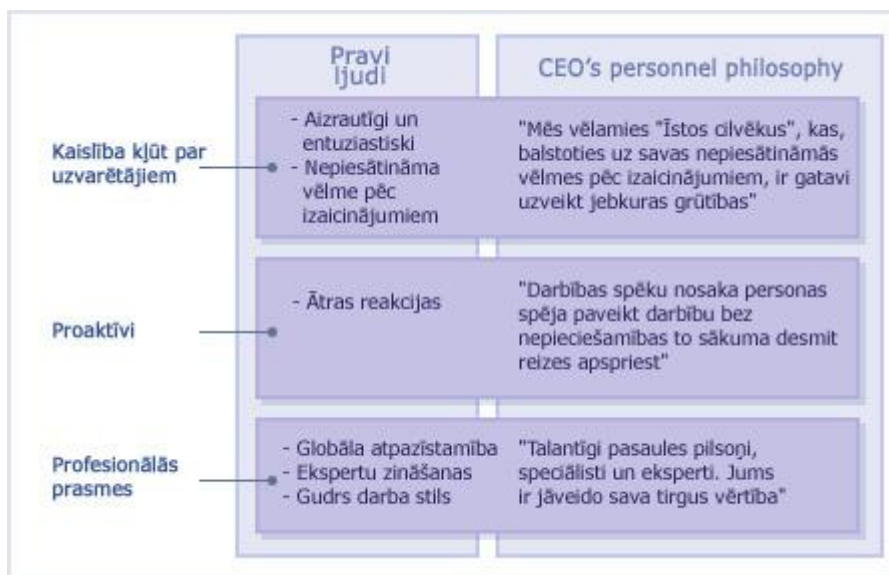 Pravi
ljudi
CEO's personnel philosophy
Kaislība kļūt par
uzvarētājiem
- Aizrautīgi un
entuziastiski
- Nepiesātināma
vēlme pēc
izaicinājumiem
"Mēs vēlamies "Īstos cilvēkus", kas,
balstoties uz savas nepiesātināmās
vēlmes pēc izaicinājumiem, ir gatavi
uzveikt jebkuras grūtības"
Proaktīvi
- Ātras reakcijas
"Darbības spēku nosaka personas
spēja paveikt darbību bez
nepieciešamības to sākuma desmit
reizes apspriest"
Profesionālās
prasmes
- Globāla atpazīstamība
- Ekspertu zināšanas
- Gudrs darba stils
"Talantīgi pasaules pilsoņi,
speciālisti un eksperti. Jums
ir jāveido sava tirgus vērtība"